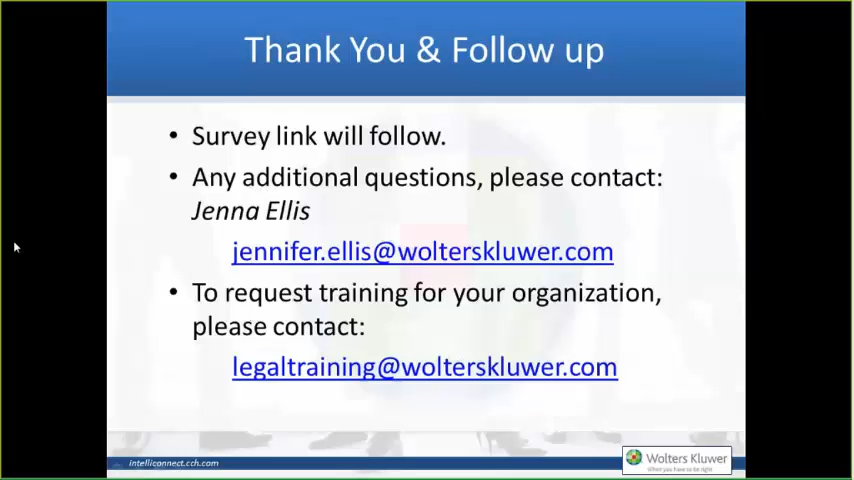 Thank You & Follow up
• Survey link will follow.
• Any additional questions, please contact:
Jenna Ellis
jennifer.ellis@wolterskluwer.com
• To request training for your organization,
please contact:
legaltraining@wolterskluwer.com
intelliconnect.cch.com
Wolters Kluwer
When you have to be right